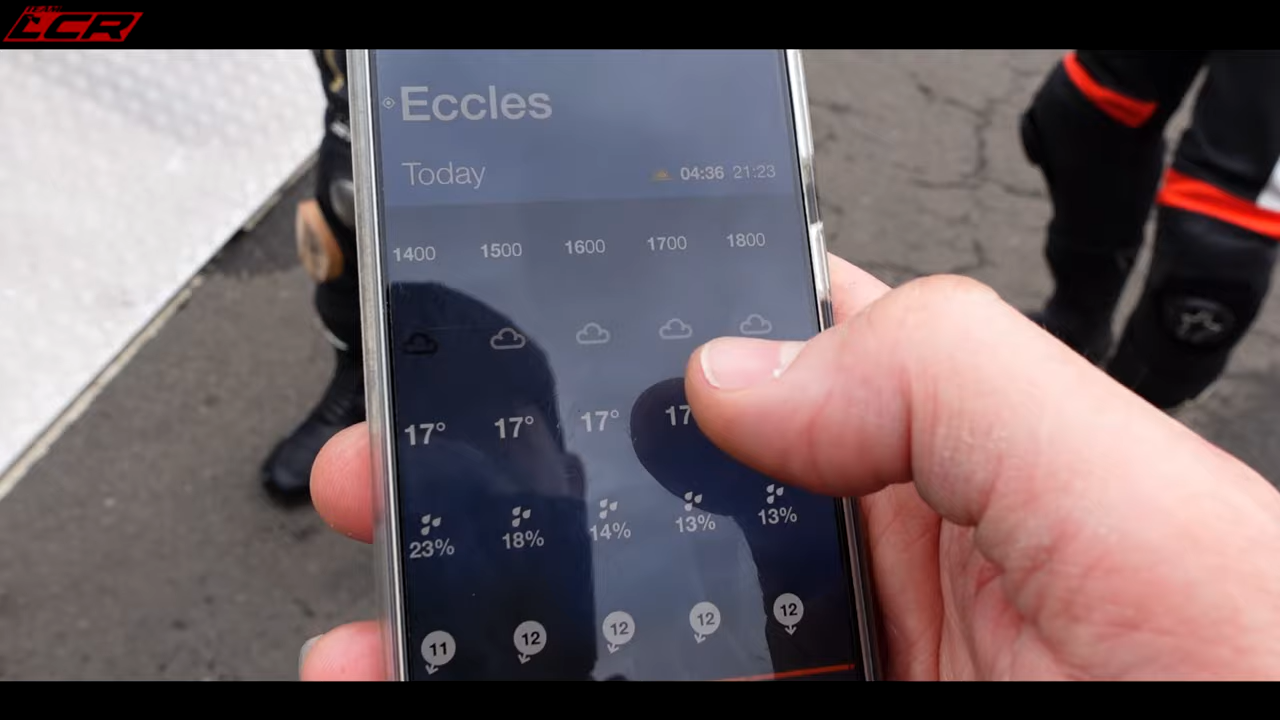 LCR
Eccles
Today 04:36 21:23
1400 1500 1600 1700 1800
17° 17° 17° 17
23% 18% 14% 13% 13%
11 12 12 12 12